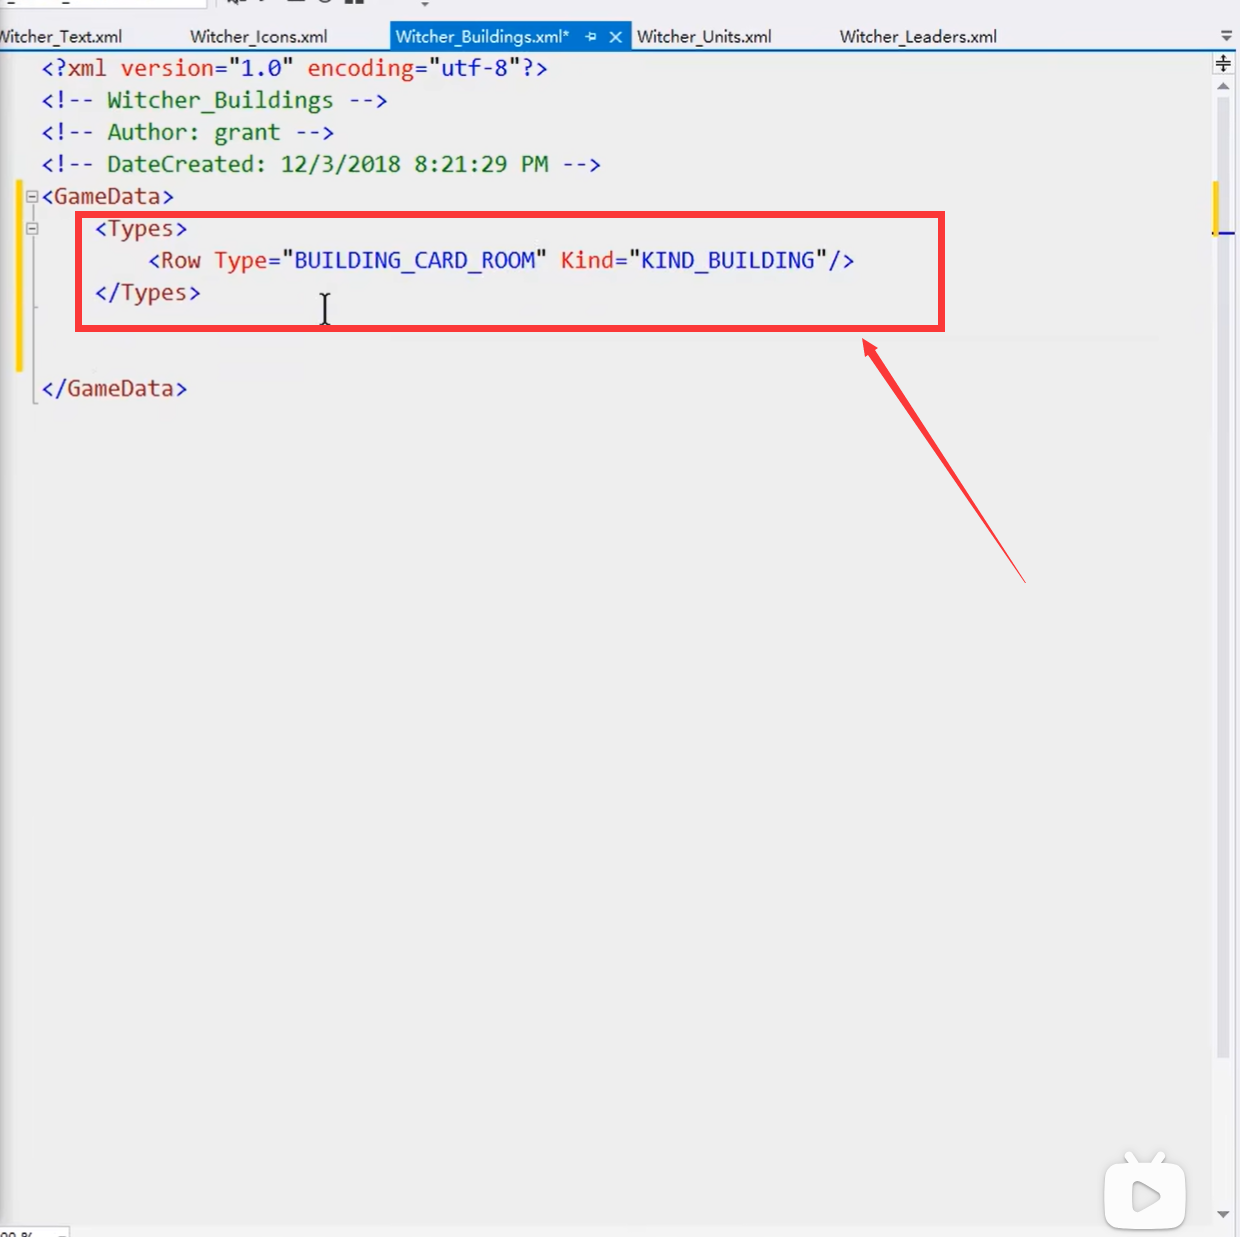 Witcher_Text.xml Witcher_Icons.xml Witcher_Buildings.xml* Witcher_Units.xml Witcher_Leaders.xml
<?xml version="1.0" encoding="utf-8"?>
<!-- Witcher_Buildings -->
<!-- Author: grant -->
<!-- DateCreated: 12/3/2018 8:21:29 PM -->
<GameData>
<Types>
<Row Type="BUILDING_CARD_ROOM" Kind="KIND_BUILDING"/>
</Types>
</GameData>